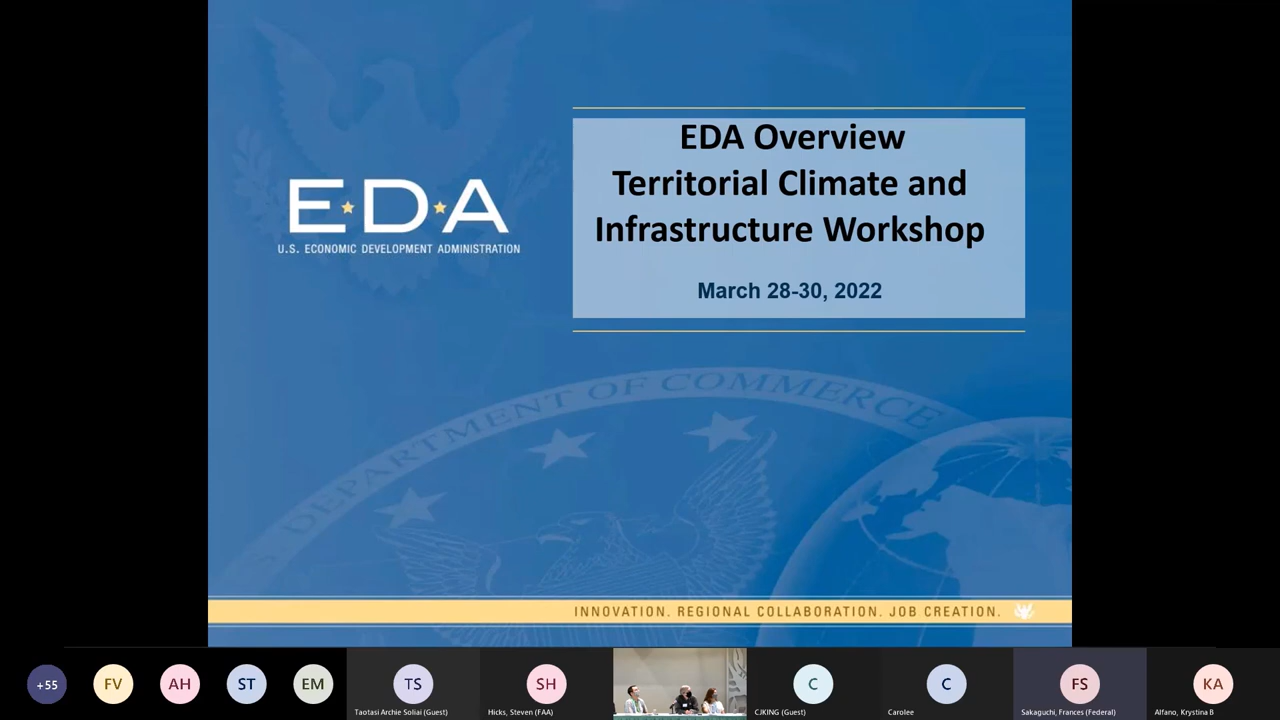 EDA Overview
Territorial Climate and
Infrastructure Workshop
March 28-30, 2022
E★D★A
U.S. ECONOMIC DEVELOPMENT ADMINISTRATION
DEPARTMENT OF COMMERCE
INNOVATION. REGIONAL COLLABORATION. JOB CREATION.
+55
FV
AH
ST
EM
TS
Taotasi Archie Soliai (Guest)
SH
Hicks, Steven (FAA)
C
CJKING (Guest)
C
Carolee
FS
Sakaguchi, Frances (Federal)
KA
Alfano, Krystina B